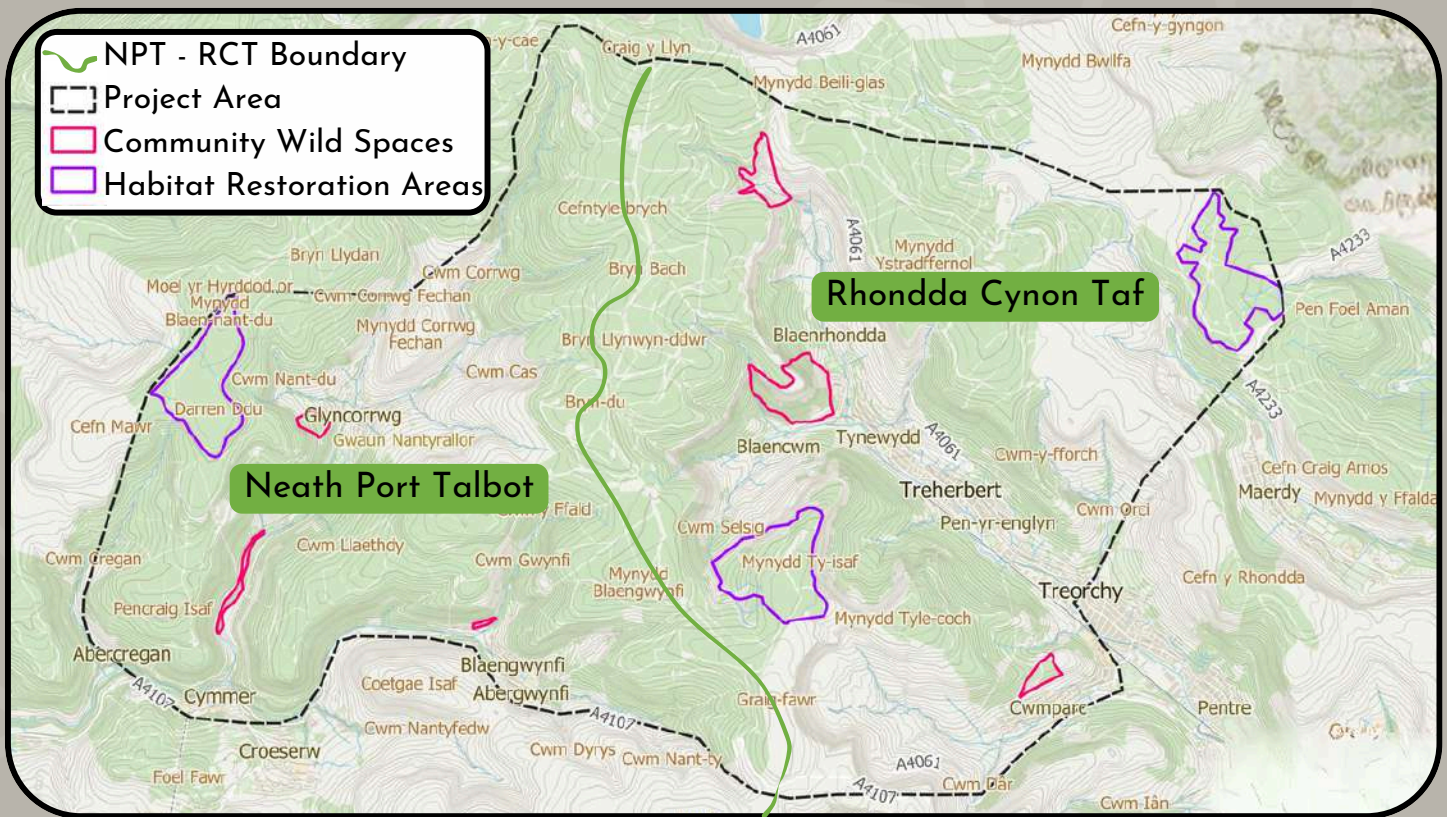 NPT - RCT Boundary
Project Area
Community Wild Spaces
Habitat Restoration Areas
Craig y Llyn
A4061
Cefn-y-gyngon
Mynydd Bwlfa
Mynydd Beili-glas
Cefntyle-brych
A4061
Mynydd
Ystradffernol
A4233
Bryn Llydan
Cwm Corrwg
Bryn Bach
Moel yr Hyrddod or
Mynydd
Blaen-nant-du
Cwm Corrwg Fechan
Rhondda Cynon Taf
Pen Foel Aman
Mynydd Corrwg
Fechan
Bryn Llynwyn-ddwr
Blaenrhondda
Cwm Nant-du
Cwm Cas
A4233
Darren Ddu
Bryn-du
Glyncorrwg
Cefn Mawr
Gwaun Nantyrallor
Blaencwm
Tynewydd
A4061
Cwm-y-fforch
Cefn Craig Amos
Neath Port Talbot
Treherbert
Maerdy
Mynydd y Ffalda
Cwm Orci
Pen-yr-englyn
Cwm Selsig
Cwm Llaethdy
Cwm Cregan
Cwm Gwynfi
Mynydd Ty-isaf
Mynydd
Blaengwynfi
Cefn y Rhondda
Treorchy
Pencraig Isaf
Mynydd Tyle-coch
Abercregan
Blaengwynfi
A4107
Cymmer
Coetgae Isaf
Abergwynfi
Graig-fawr
Cwmparc
Pentre
A4107
Cwm Nantyfedw
Croeserw
Cwm Dyrys
Cwm Nant-ty
A4061
Foel Fawr
A4107
Cwm Dâr
Cwm Iân